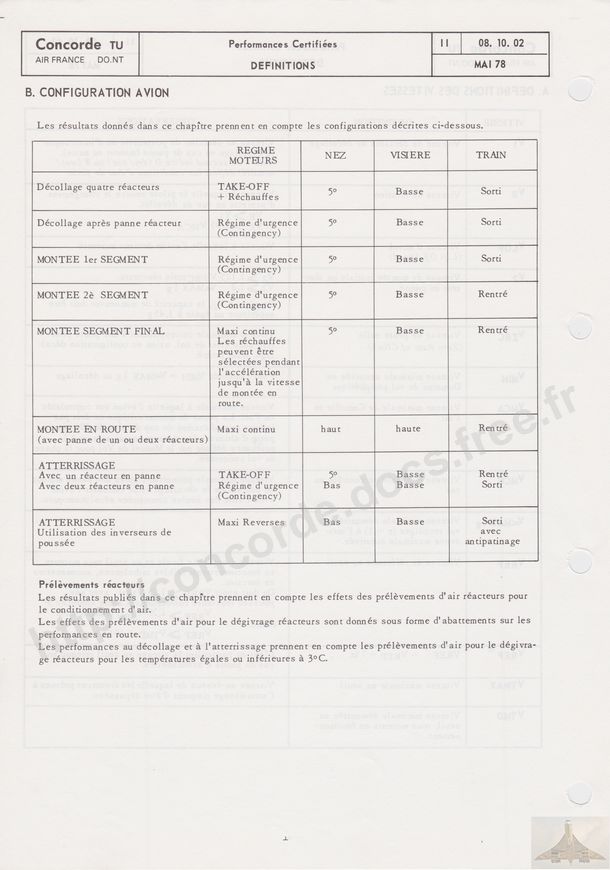 Concorde TU
AIR FRANCE DO.NT
Performances Certifiées
DEFINITIONS
II
08. 10. 02
MAI 78
B. CONFIGURATION AVION
Les résultats donnés dans ce chapître prennent en compte les configurations décrites ci-dessous.
REGIME MOTEURS NEZ VISIERE TRAIN
Décollage quatre réacteurs TAKE-OFF 5° Basse Sorti
+ Réchauffes
Décollage après panne réacteur Régime d'urgence 5° Basse Sorti
(Contingency)
MONTEE 1er SEGMENT Régime d'urgence 5° Basse Sorti
(Contingency)
MONTEE 2è SEGMENT Régime d'urgence 5° Basse Rentré
(Contingency)
MONTEE SEGMENT FINAL Maxi continu 5° Basse Rentré
Les réchauffes
peuvent être
sélectées pendant
l'accélération
jusqu'à la vitesse
de montée en
route.
MONTEE EN ROUTE Maxi continu haut haute Rentré
(avec panne de un ou deux réacteurs)
ATTERRISSAGE
Avec un réacteur en panne TAKE-OFF 5° Basse Rentré
Avec deux réacteurs en panne Régime d'urgence Bas Basse Sorti
(Contingency)
ATTERRISSAGE Maxi Reverses Bas Basse Sorti
Utilisation des inverseurs de avec
poussée antipatinage
Prélèvements réacteurs
Les résultats publiés dans ce chapître prennent en compte les effets des prélèvements d'air réacteurs pour
le conditionnement d'air.
Les effets de prélèvements d'air pour le dégivrage réacteurs sont donnés sous forme d'abattements sur les
performances en route.
Les perfomances au décollage et à l'atterrissage prennent en compte les prélèvements d'air pour le dégivra-
ge réacteurs pour les températures égales ou inférieures à 3°C.
http://concorde.docs.free.fr